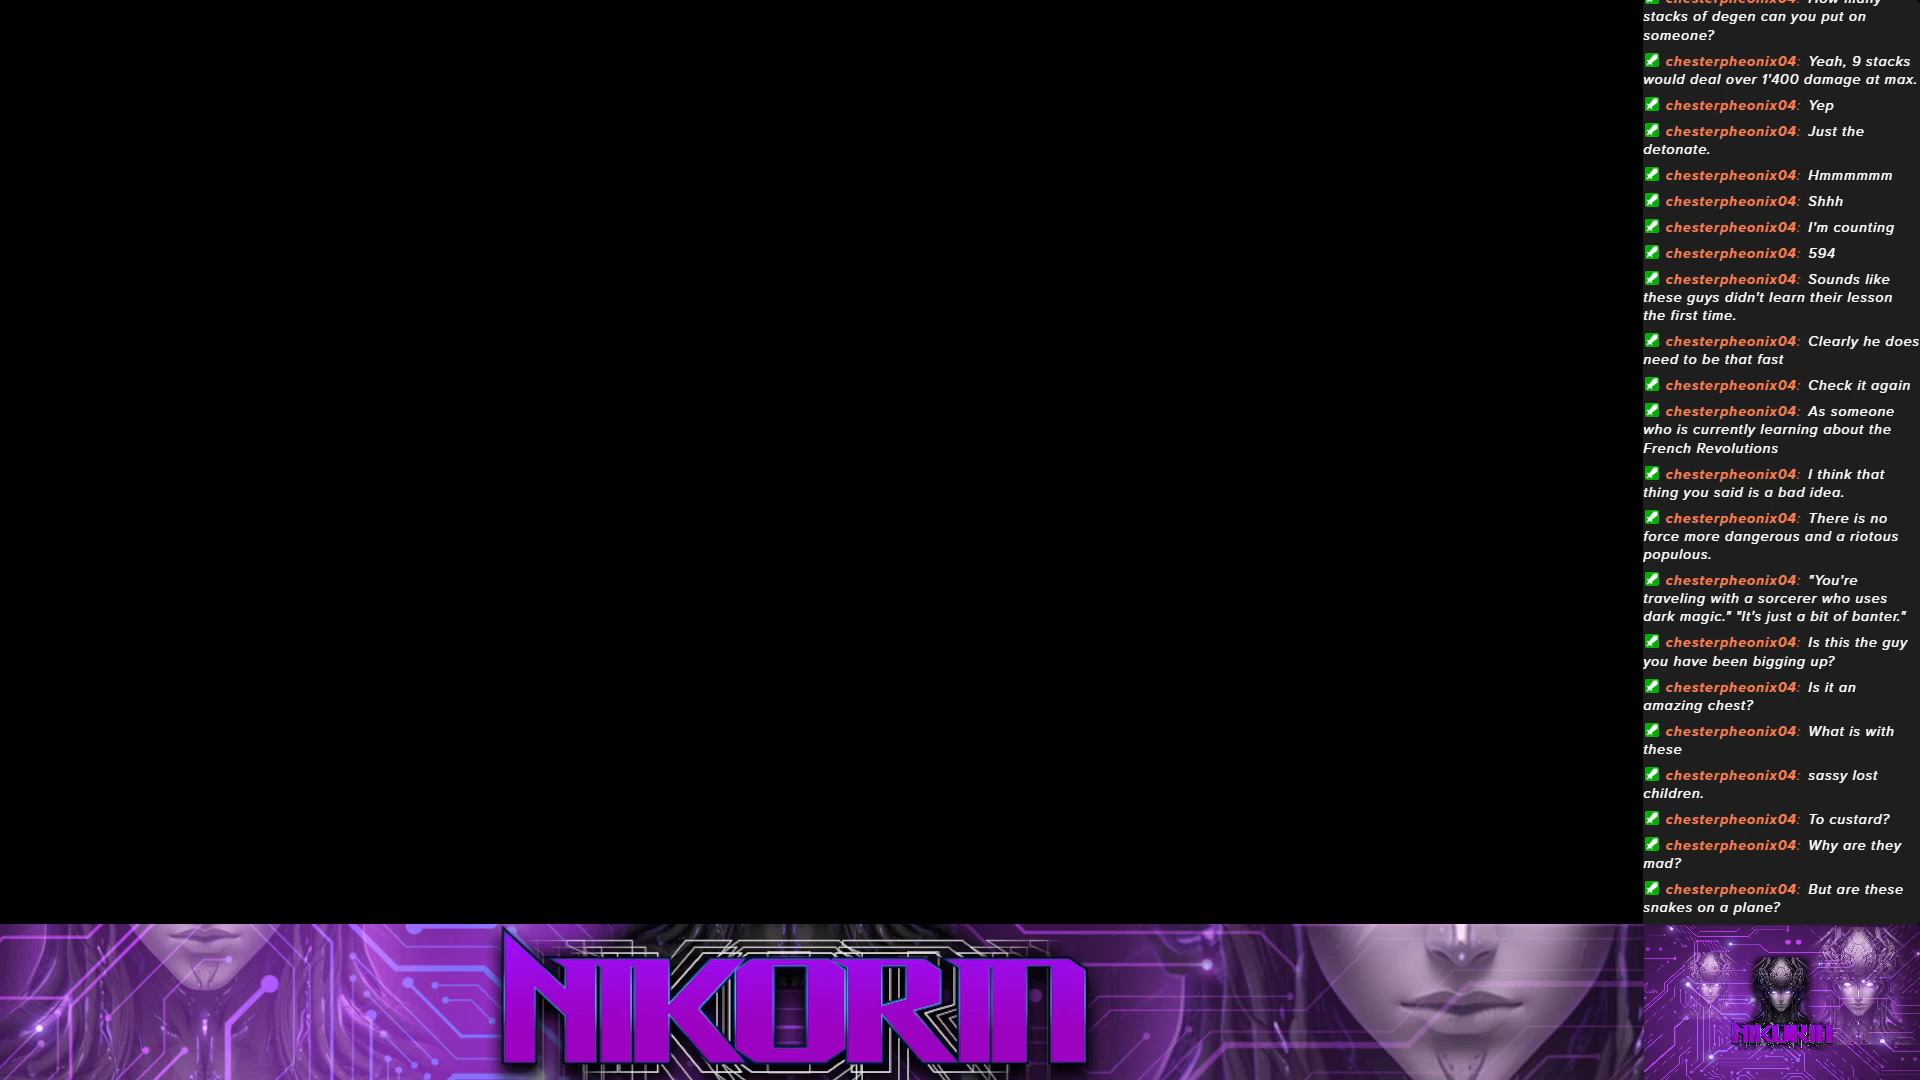 chesterpheonix04: How many
stacks of degen can you put on
someone?
chesterpheonix04: Yeah, 9 stacks
would deal over 1'400 damage at max.
chesterpheonix04: Yep
chesterpheonix04: Just the
detonate.
chesterpheonix04: Hmmmmmm
chesterpheonix04: Shhh
chesterpheonix04: I'm counting
chesterpheonix04: 594
chesterpheonix04: Sounds like
these guys didn't learn their lesson
the first time.
chesterpheonix04: Clearly he does
need to be that fast
chesterpheonix04: Check it again
chesterpheonix04: As someone
who is currently learning about the
French Revolutions
chesterpheonix04: I think that
thing you said is a bad idea.
chesterpheonix04: There is no
force more dangerous and a riotous
populous.
chesterpheonix04: "You're
traveling with a sorcerer who uses
dark magic." "It's just a bit of banter."
chesterpheonix04: Is this the guy
you have been bigging up?
chesterpheonix04: Is it an
amazing chest?
chesterpheonix04: What is with
these
chesterpheonix04: sassy lost
children.
chesterpheonix04: To custard?
chesterpheonix04: Why are they
mad?
chesterpheonix04: But are these
snakes on a plane?
NIKORIN
NIKORIN